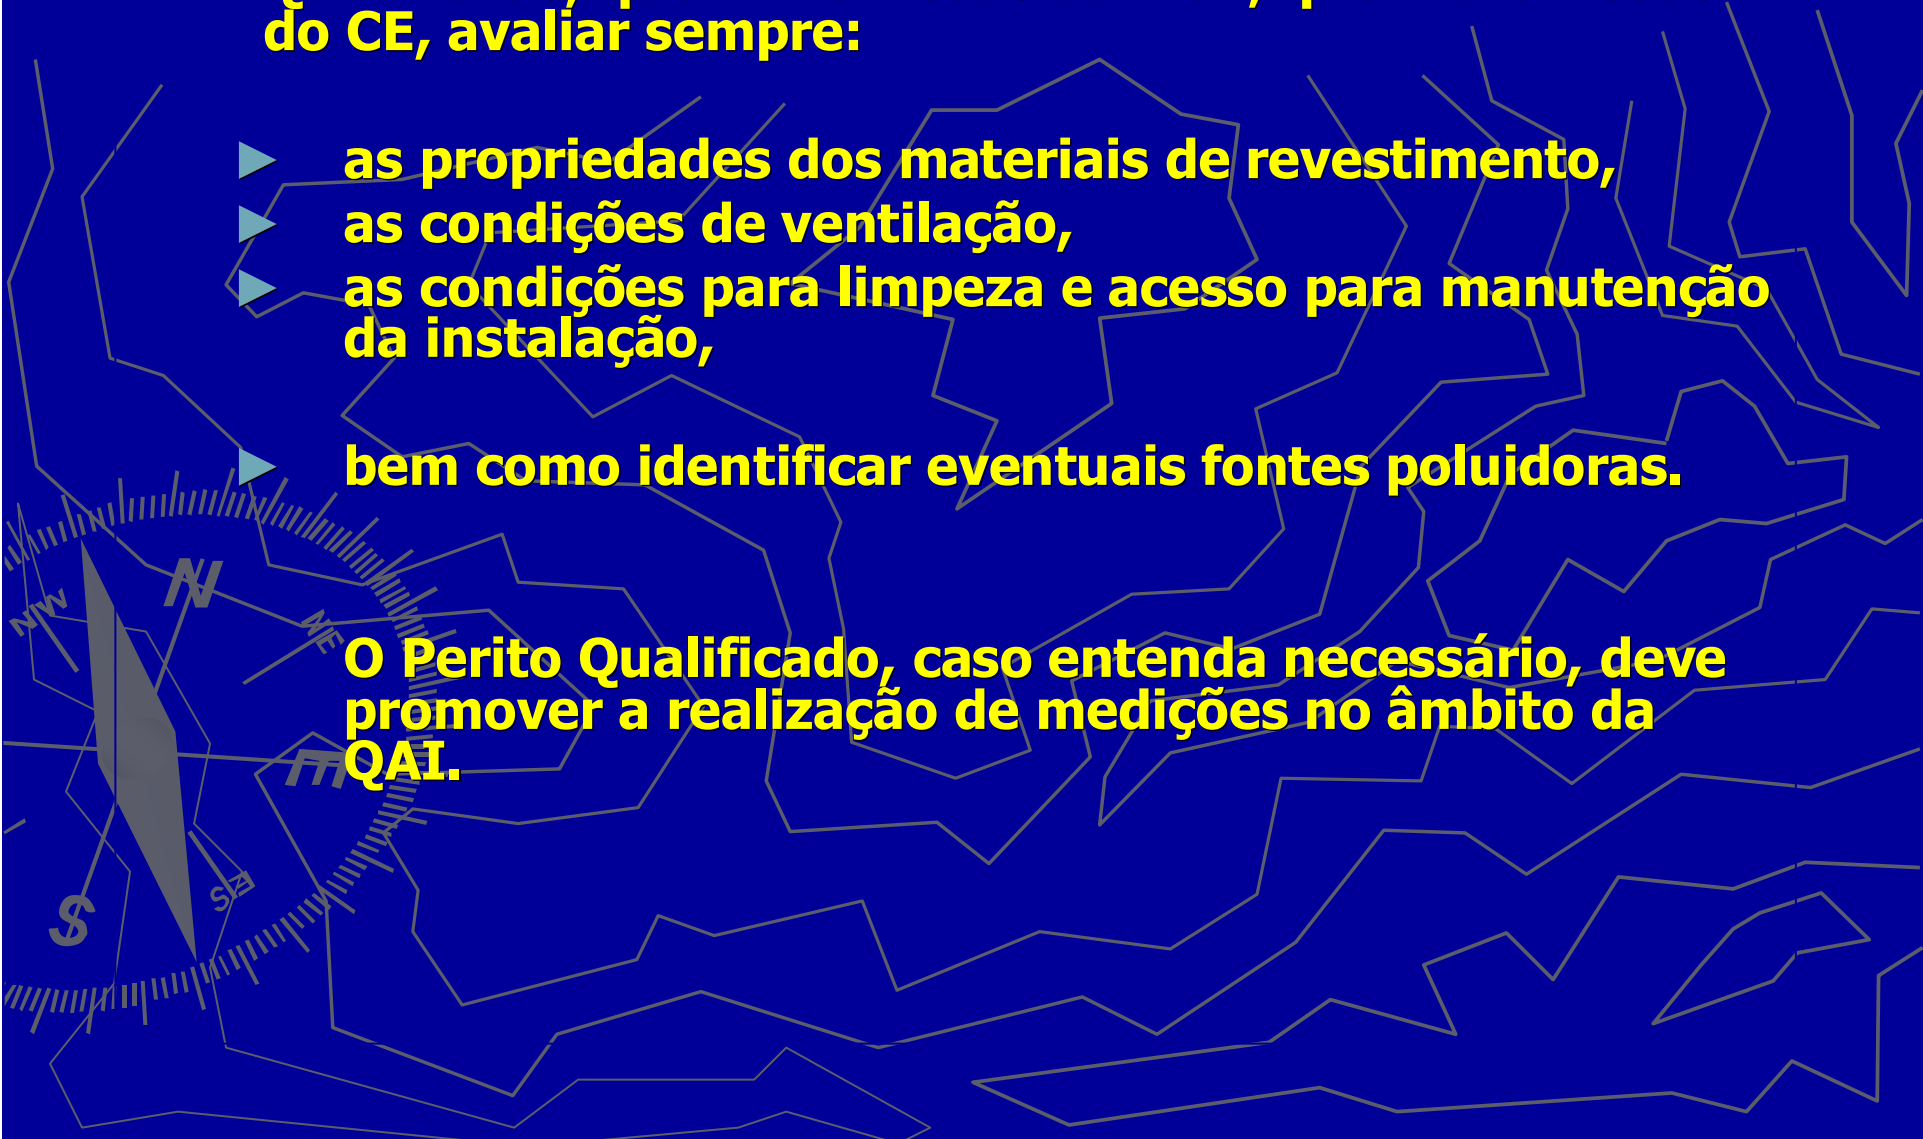 do CE, avaliar sempre:
as propriedades dos materiais de revestimento,
as condições de ventilação,
as condições para limpeza e acesso para manutenção
da instalação,
bem como identificar eventuais fontes poluidoras.
N
NW
NE
O Perito Qualificado, caso entenda necessário, deve
promover a realização de medições no âmbito da
QAI.
E
SE
S